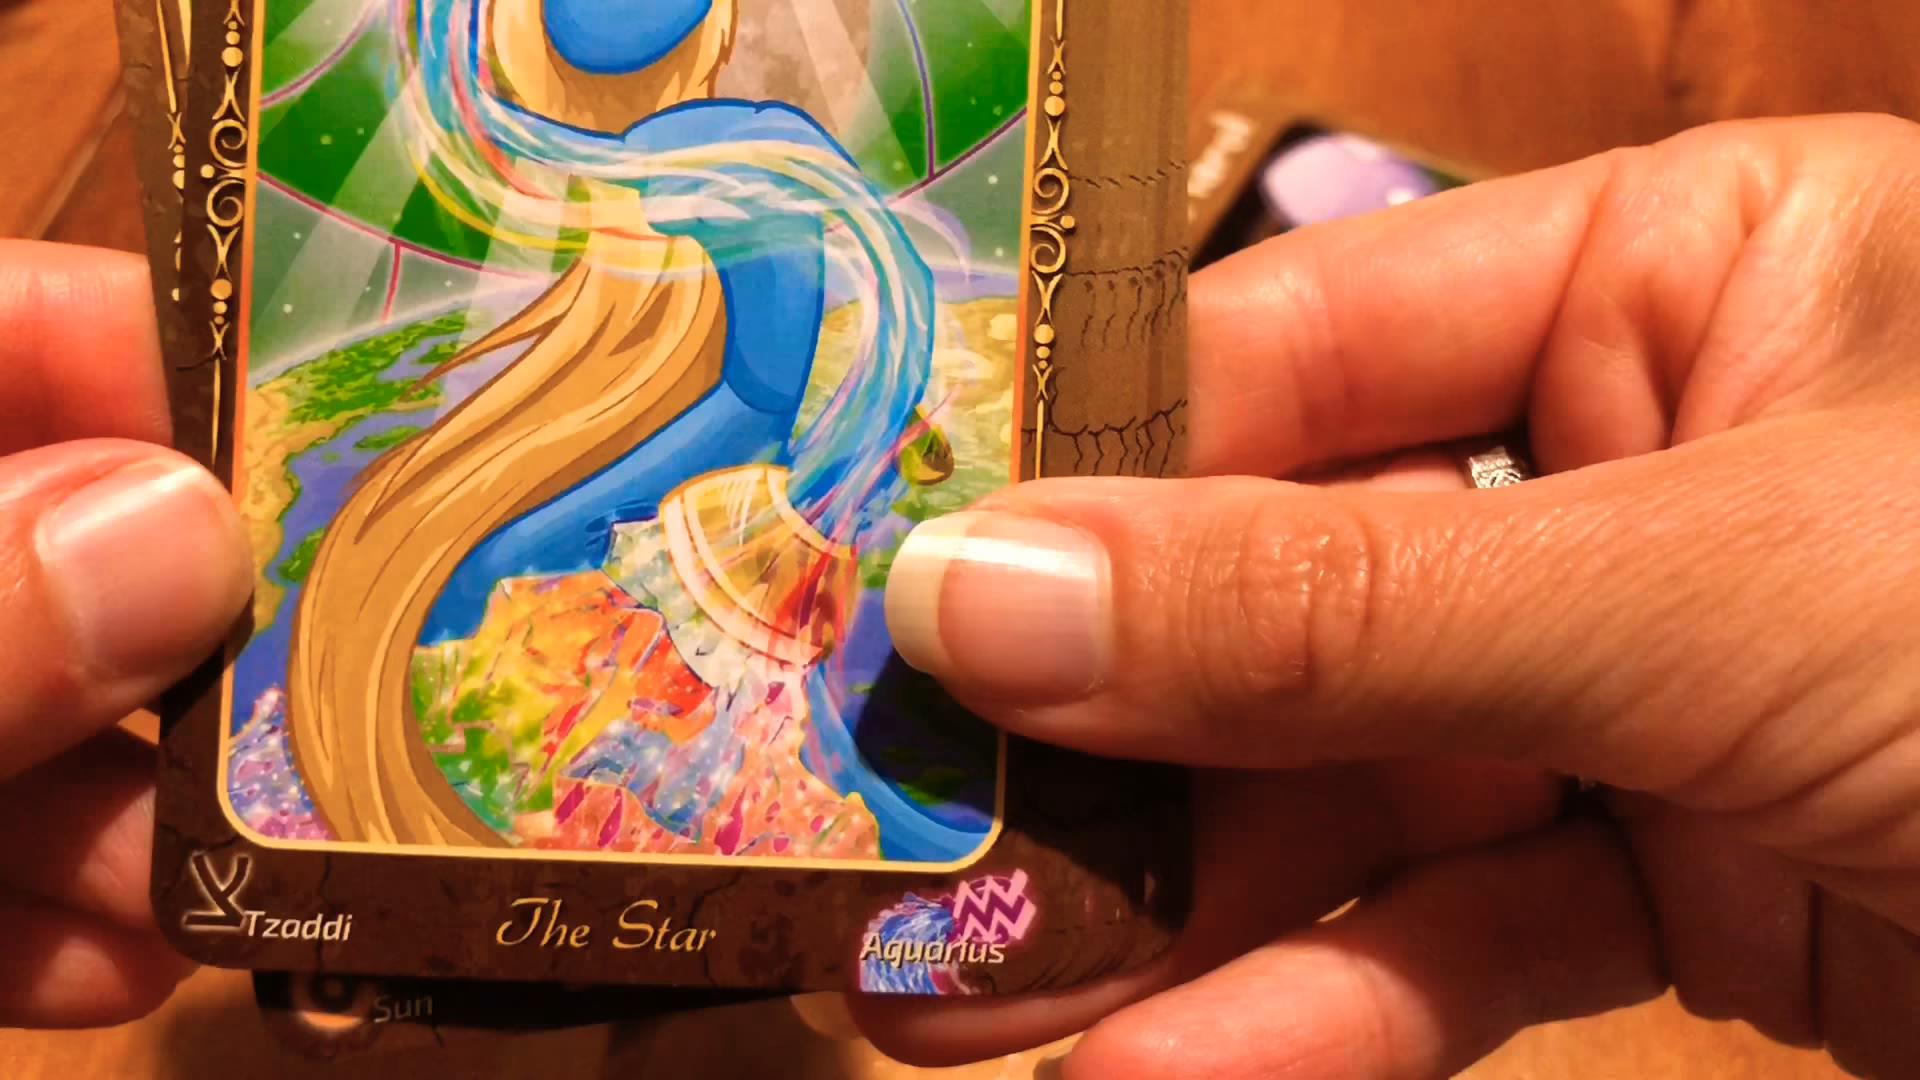 צ
Tzaddi
The Star
Aquarius
Sun